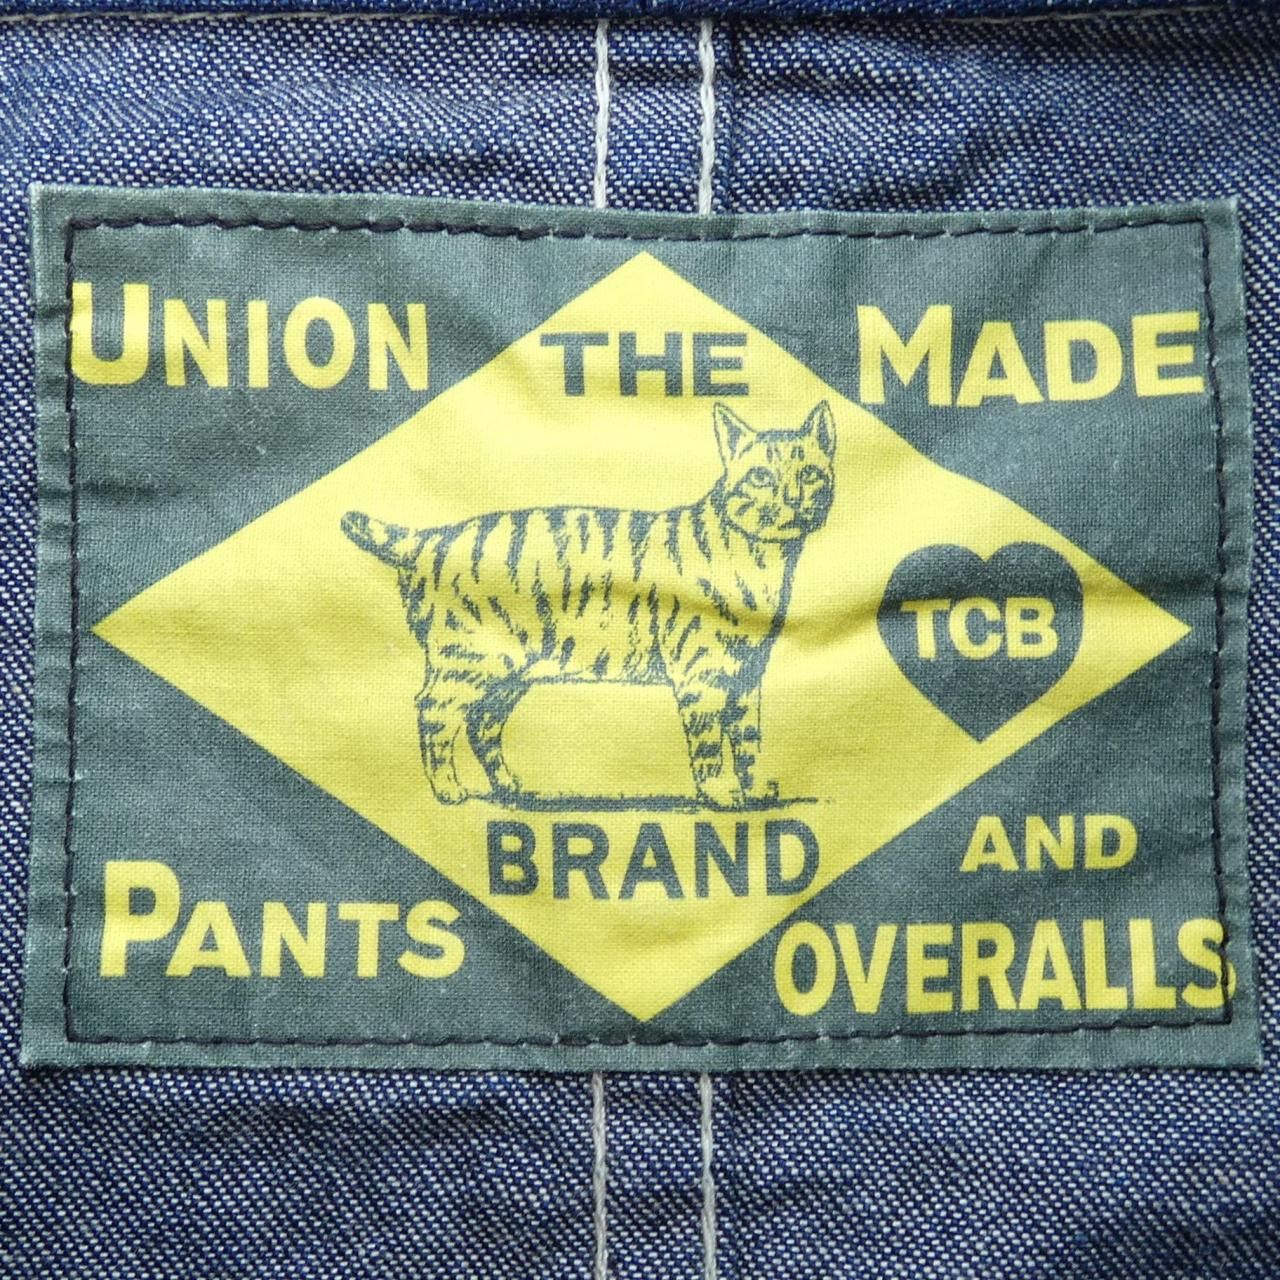 UNION THE MADE
TCB
BRAND
PANTS AND
OVERALLS